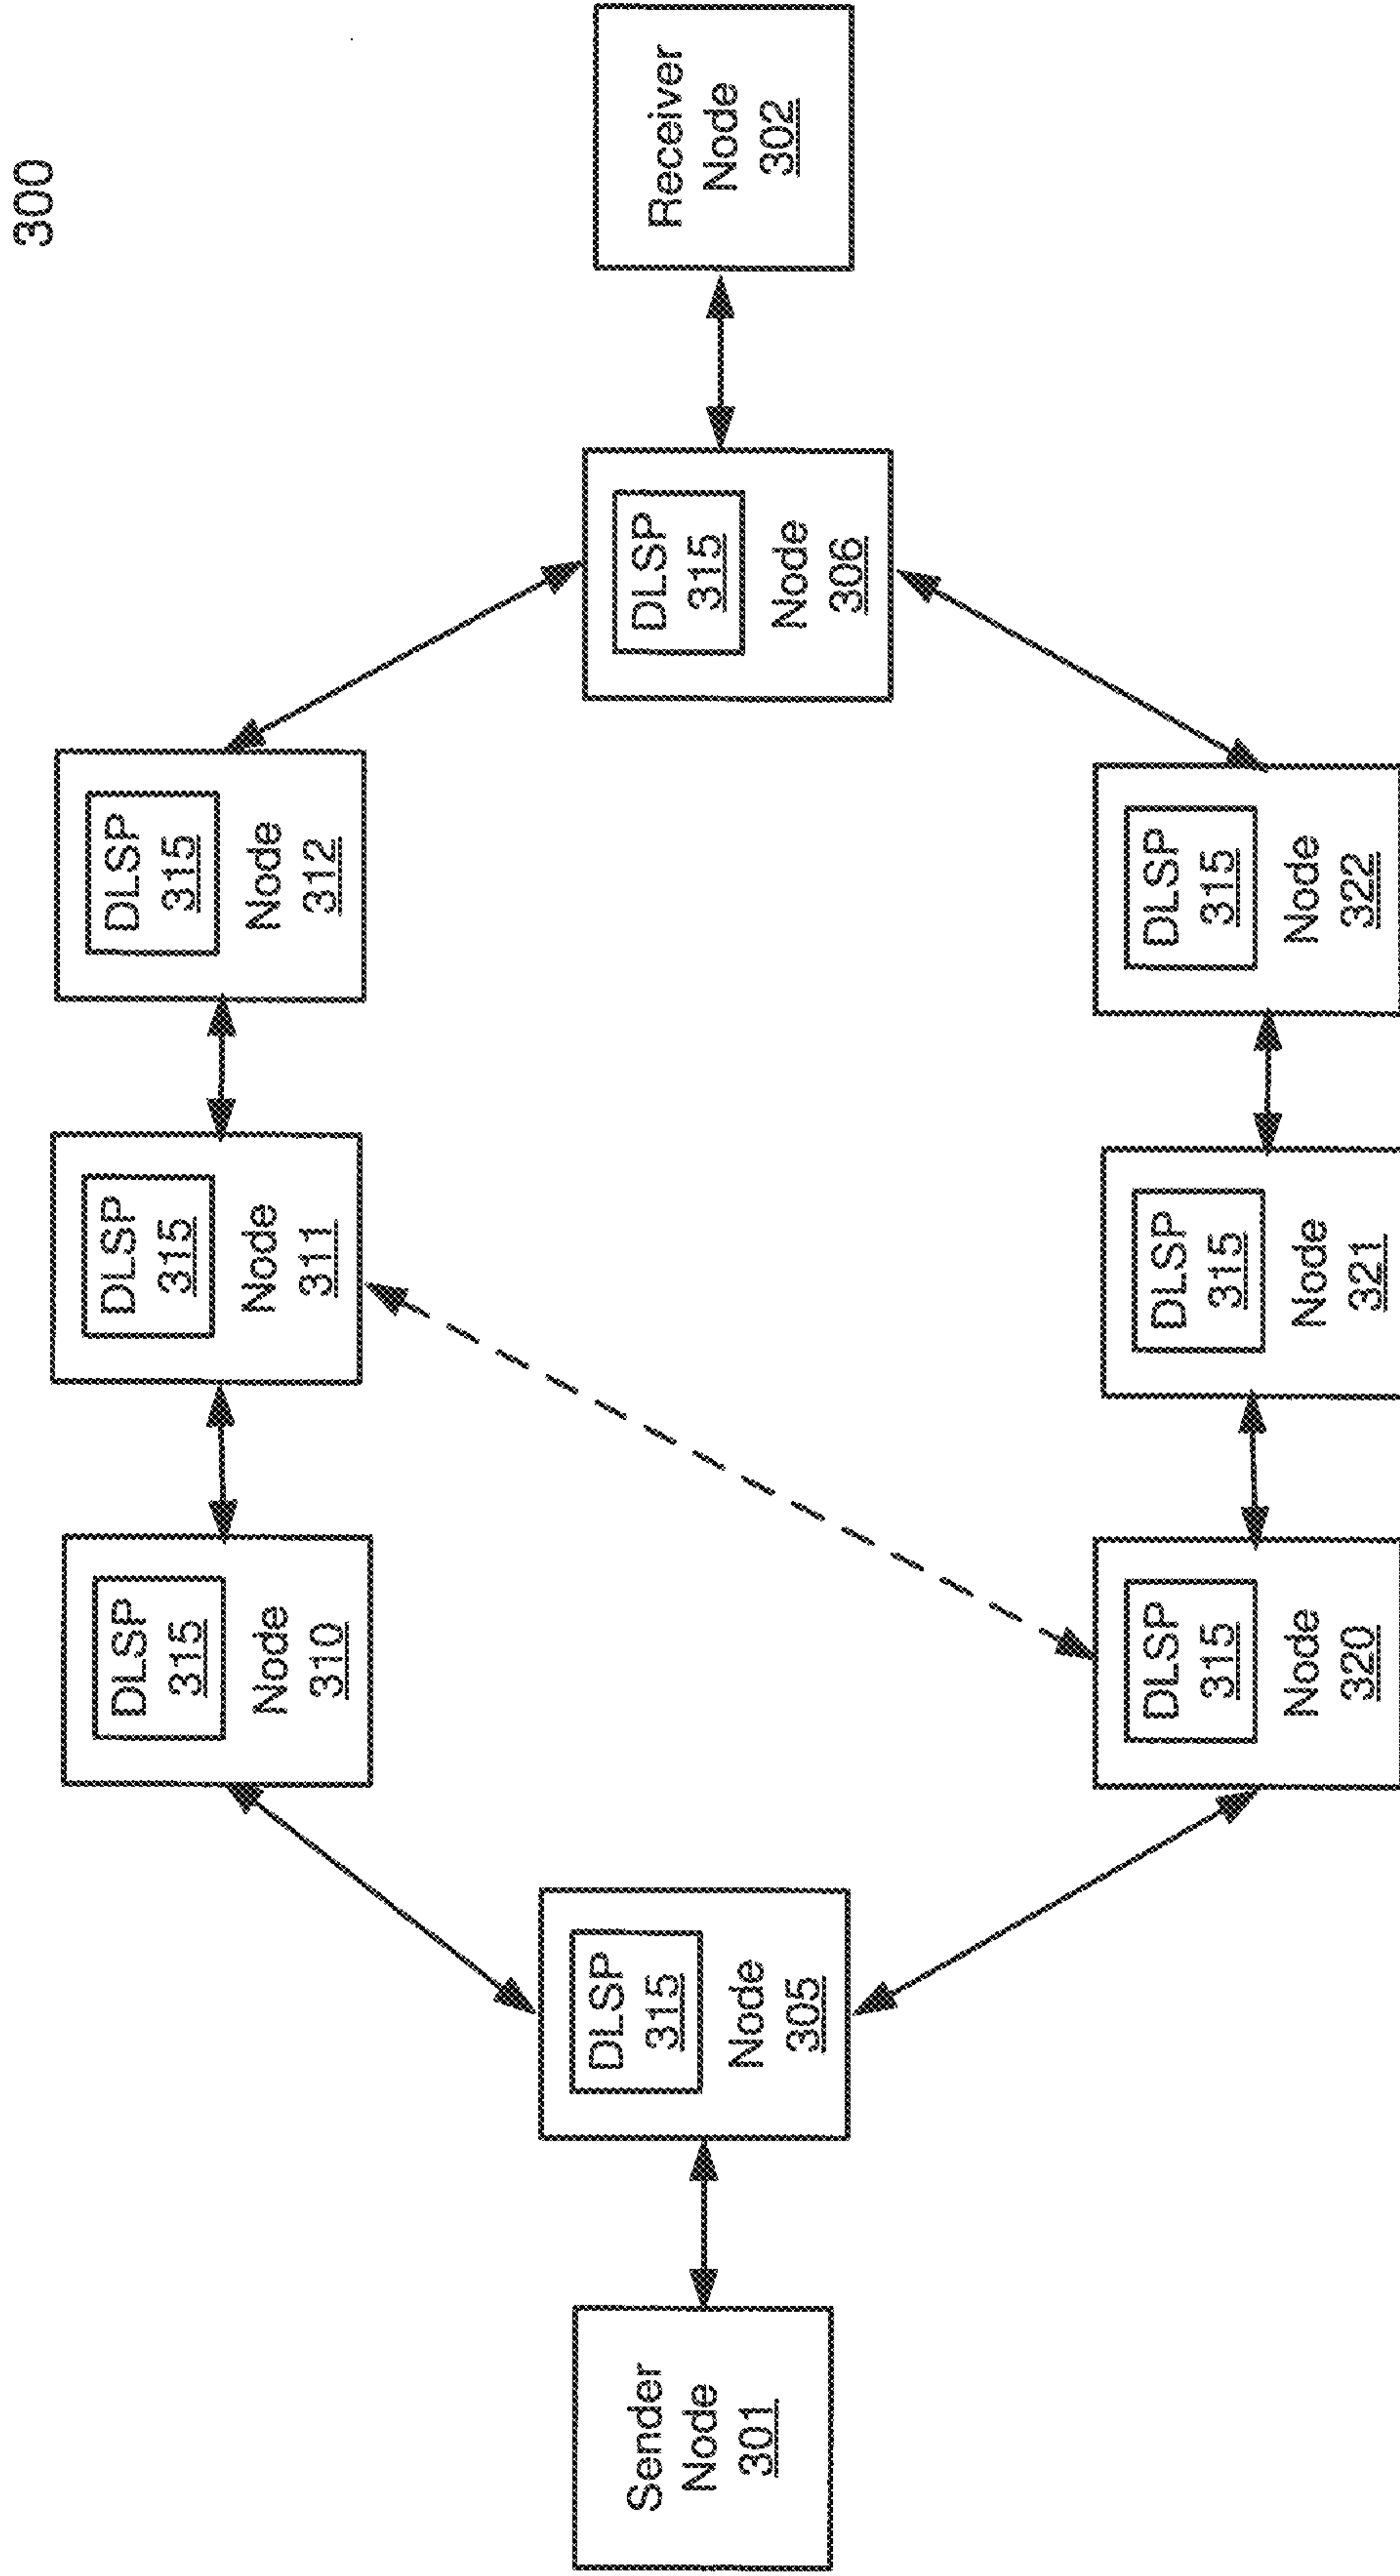 300
DLSP
315
Node
310
DLSP
315
Node
311
DLSP
315
Node
312
Sender
Node
301
DLSP
315
Node
305
DLSP
315
Node
306
Receiver
Node
302
DLSP
315
Node
320
DLSP
315
Node
321
DLSP
315
Node
322